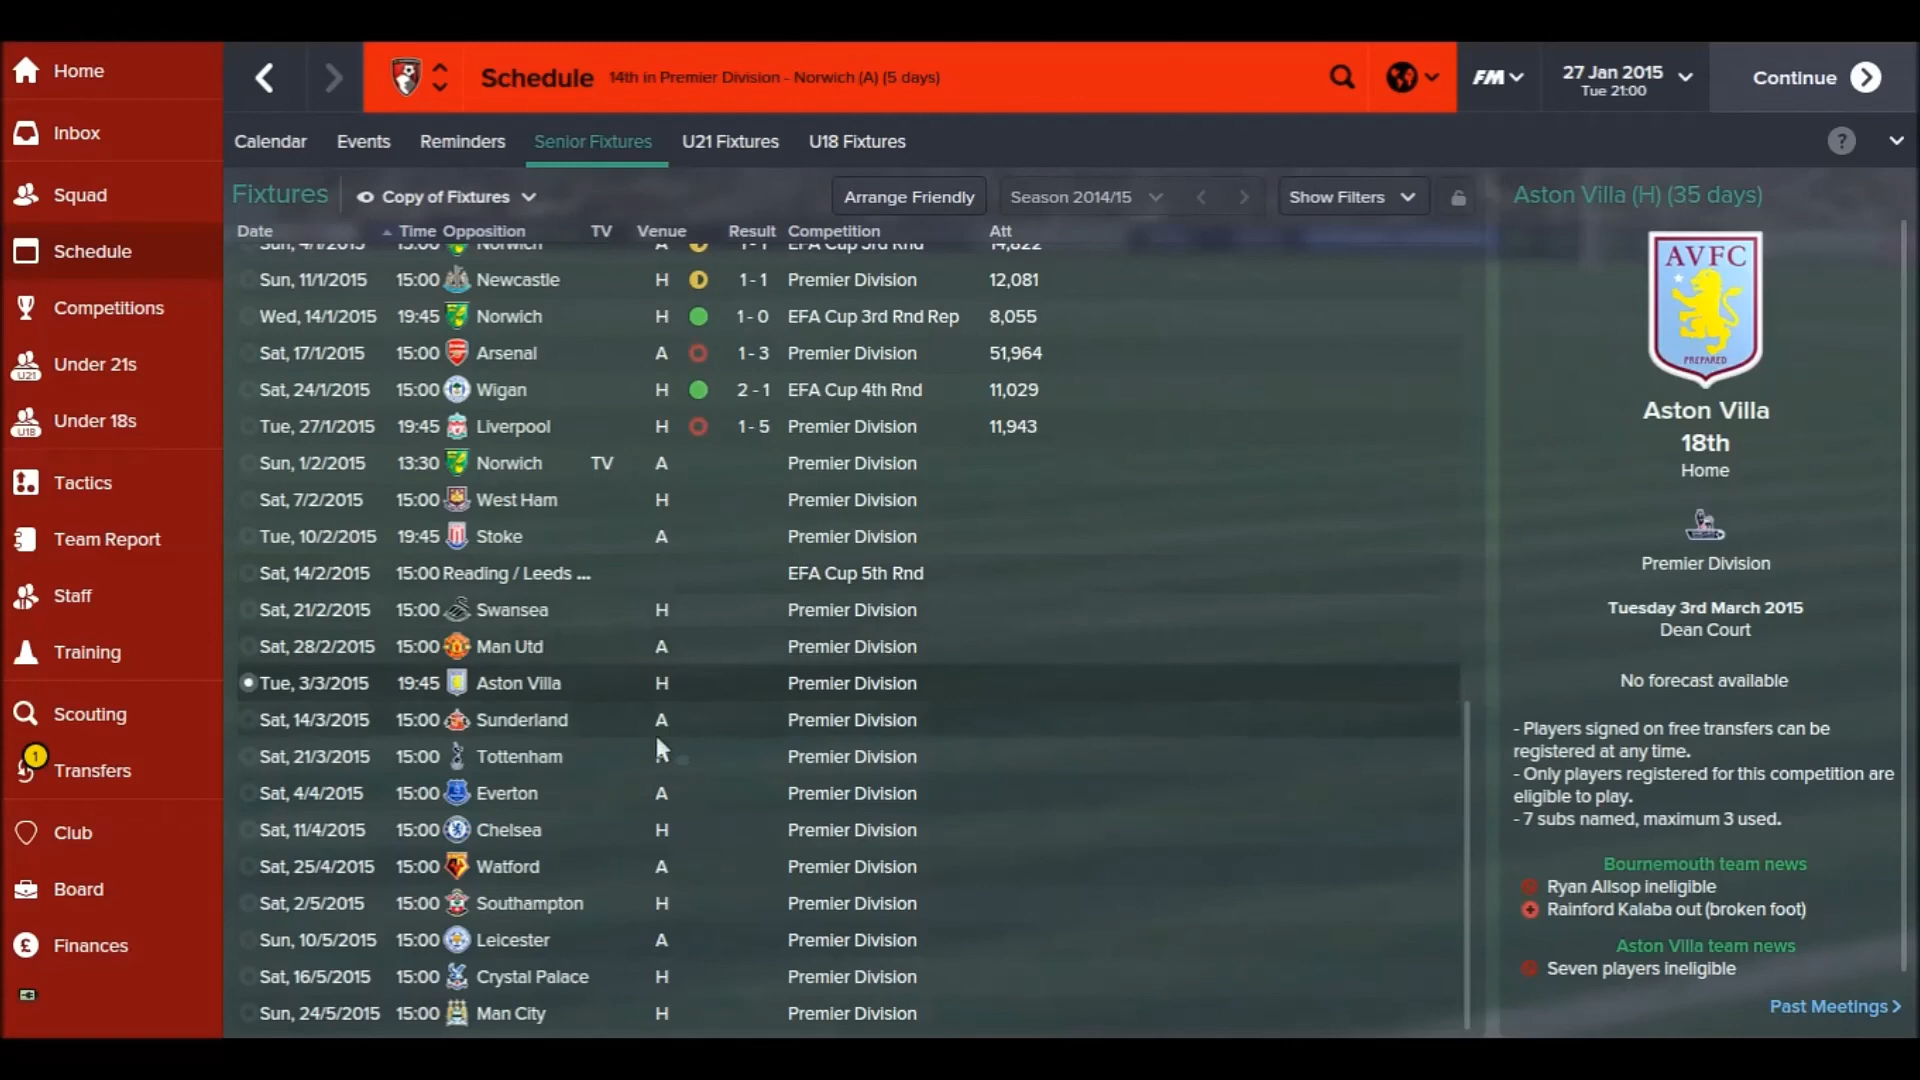 Home
Inbox
Squad
Schedule
Competitions
Under 21s
U21
Under 18s
U18
Tactics
Team Report
Staff
Training
Scouting
1
Transfers
Club
Board
Finances
Schedule 14th in Premier Division - Norwich (A) (5 days)
FM
27 Jan 2015
Tue 21:00
Continue
Calendar Events Reminders Senior Fixtures U21 Fixtures U18 Fixtures
?
Fixtures Copy of Fixtures Arrange Friendly Season 2014/15 Show Filters
Date Time Opposition TV Venue Result Competition Att
Sun, 4/1/2015 15:00 Norwich A 1 - 1 EFA Cup 3rd Rnd 14,822
Sun, 11/1/2015 15:00 Newcastle H 1 - 1 Premier Division 12,081
Wed, 14/1/2015 19:45 Norwich H 1 - 0 EFA Cup 3rd Rnd Rep 8,055
Sat, 17/1/2015 15:00 Arsenal A 1 - 3 Premier Division 51,964
Sat, 24/1/2015 15:00 Wigan H 2 - 1 EFA Cup 4th Rnd 11,029
Tue, 27/1/2015 19:45 Liverpool H 1 - 5 Premier Division 11,943
Sun, 1/2/2015 13:30 Norwich TV A Premier Division
Sat, 7/2/2015 15:00 West Ham H Premier Division
Tue, 10/2/2015 19:45 Stoke A Premier Division
Sat, 14/2/2015 15:00 Reading / Leeds ... EFA Cup 5th Rnd
Sat, 21/2/2015 15:00 Swansea H Premier Division
Sat, 28/2/2015 15:00 Man Utd A Premier Division
Tue, 3/3/2015 19:45 Aston Villa H Premier Division
Sat, 14/3/2015 15:00 Sunderland A Premier Division
Sat, 21/3/2015 15:00 Tottenham Premier Division
Sat, 4/4/2015 15:00 Everton A Premier Division
Sat, 11/4/2015 15:00 Chelsea H Premier Division
Sat, 25/4/2015 15:00 Watford A Premier Division
Sat, 2/5/2015 15:00 Southampton H Premier Division
Sun, 10/5/2015 15:00 Leicester A Premier Division
Sat, 16/5/2015 15:00 Crystal Palace H Premier Division
Sun, 24/5/2015 15:00 Man City H Premier Division
Aston Villa (H) (35 days)
AVFC
PREPARED
Aston Villa
18th
Home
Premier Division
Tuesday 3rd March 2015
Dean Court
No forecast available
- Players signed on free transfers can be
registered at any time.
- Only players registered for this competition are
eligible to play.
- 7 subs named, maximum 3 used.
Bournemouth team news
Ryan Allsop ineligible
Rainford Kalaba out (broken foot)
Aston Villa team news
Seven players ineligible
Past Meetings >